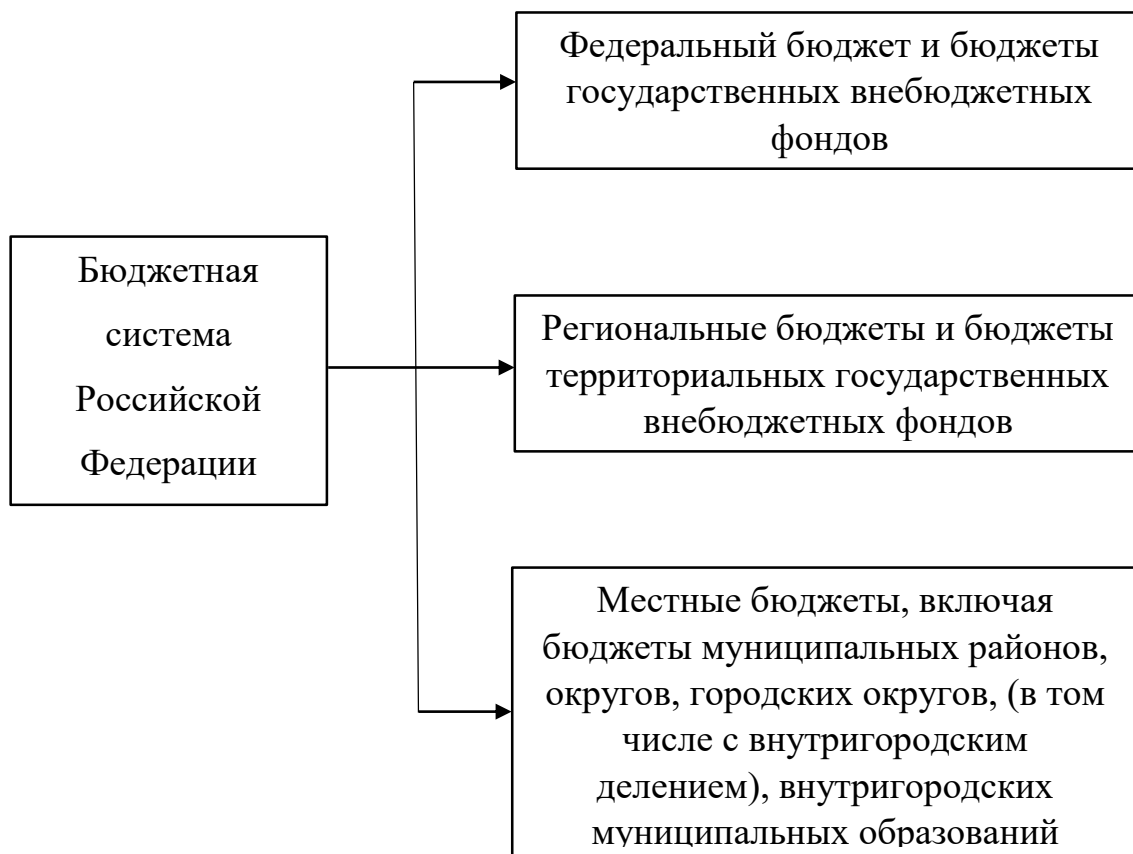 Федеральный бюджет и бюджеты
государственных внебюджетных
фондов
Бюджетная
система
Российской
Федерации
Региональные бюджеты и бюджеты
территориальных государственных
внебюджетных фондов
Местные бюджеты, включая
бюджеты муниципальных районов,
округов, городских округов, (в том
числе с внутригородским
делением), внутригородских
муниципальных образований